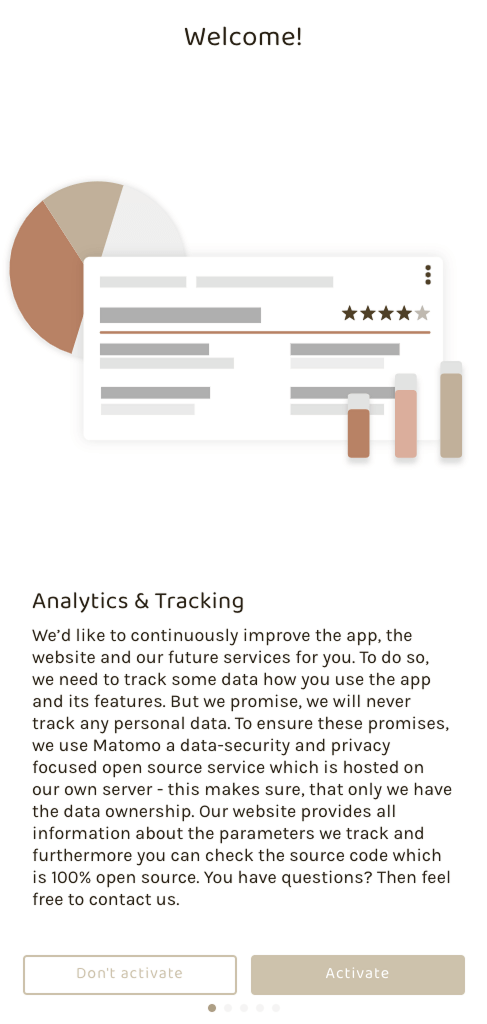 Welcome!
Analytics & Tracking
We’d like to continuously improve the app, the
website and our future services for you. To do so,
we need to track some data how you use the app
and its features. But we promise, we will never
track any personal data. To ensure these promises,
we use Matomo a data-security and privacy
focused open source service which is hosted on
our own server - this makes sure, that only we have
the data ownership. Our website provides all
information about the parameters we track and
furthermore you can check the source code which
is 100% open source. You have questions? Then feel
free to contact us.
Don't activate
Activate